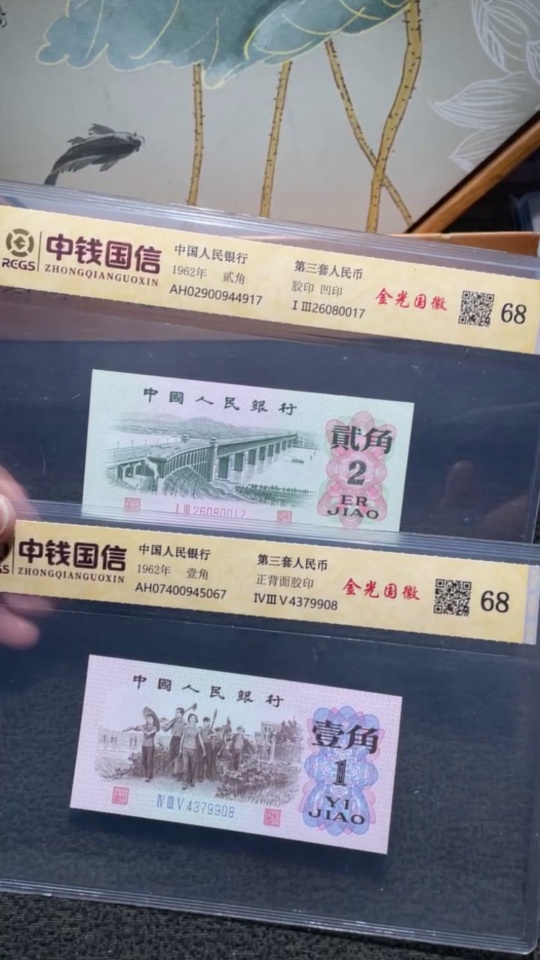 REGS
中钱国信
ZHONGQIANGUOXIN
中国人民银行
1962年 贰角
AH02900944917
第三套人民币
胶印 凹印
I III 26080017
金光国徽
68
中國人民銀行
貳角
2
ER
JIAO
I III 26080017
GS
中钱国信
ZHONGQIANGUOXIN
中国人民银行
1962年 壹角
AH07400945067
第三套人民币
正背面胶印
IV III V 4379908
金光国徽
68
中國人民銀行
壹角
1
YI
JIAO
IV III V 4379908